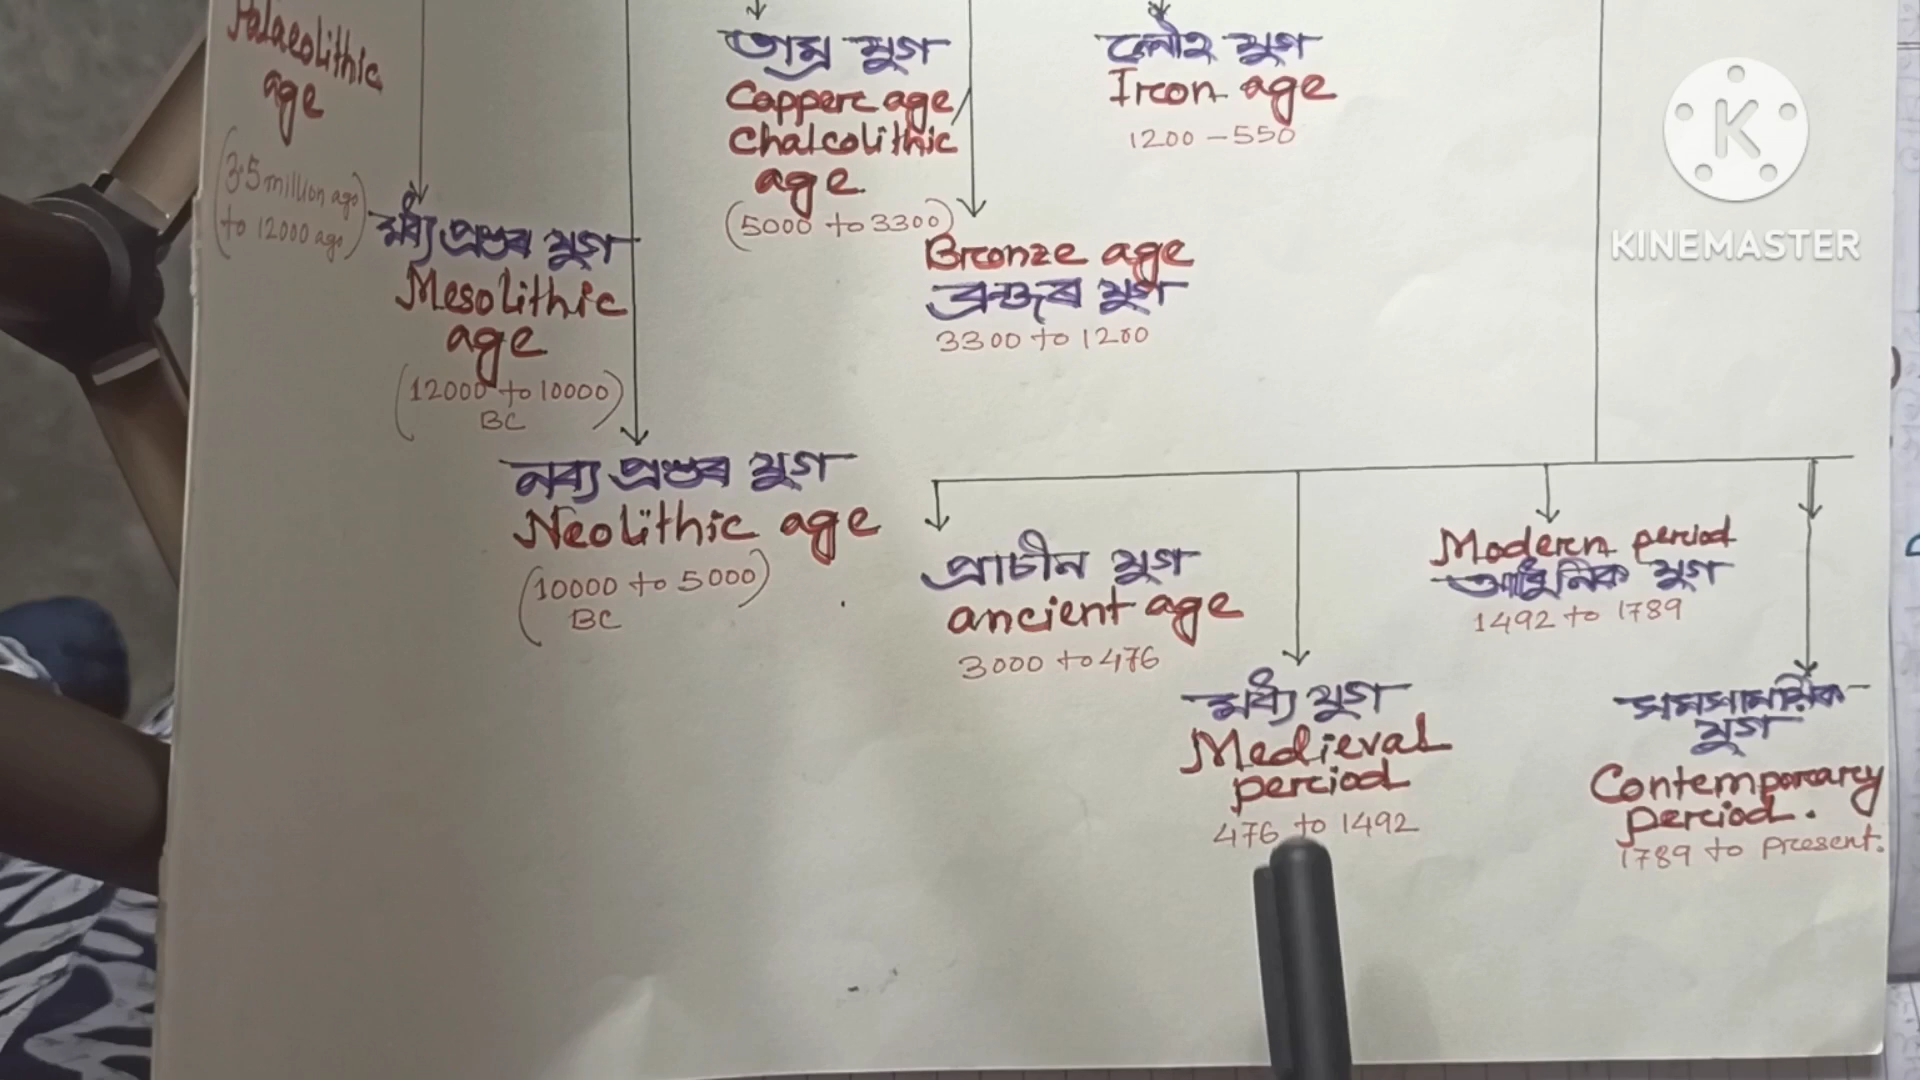 Palaeolithic
age
(3.5 million ago
to 12000 ago)
মধ্য প্রস্তর যুগ
Mesolithic
age
(12000 to 10000)
BC
নব্য প্রস্তর যুগ
Neolithic age
(10000 to 5000)
BC
তাম্র যুগ
Copper age/
Chalcolithic
age
(5000 to 3300)
Bronze age
ব্রন্জর যুগ
3300 to 1200
লৌহ যুগ
Iron age
1200 – 550
প্রাচীন যুগ
ancient age
3000 to 476
মধ্য যুগ
Medieval
period
476 to 1492
Modern period
আধুনিক যুগ
1492 to 1789
সমসাময়িক
যুগ
Contemporary
period.
1789 to present.
K
KINEMASTER